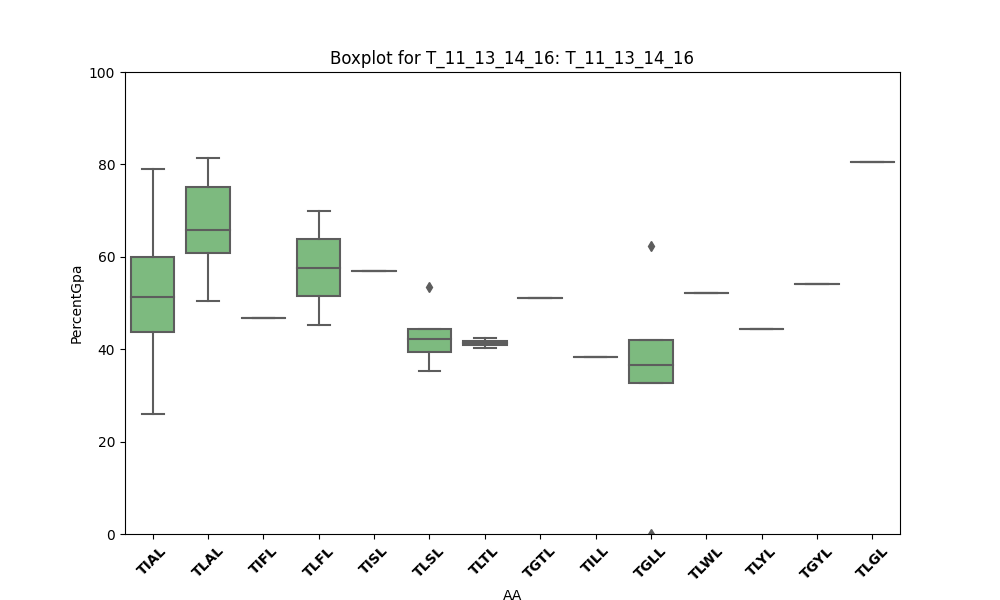 Boxplot for T_11_13_14_16: T_11_13_14_16
PercentGpa
100
80
60
40
20
0
TIAL TLAL TIFL TLFL TISL TLSL TLTL TGTL TILL TGLL TLWL TLYL TGYL TLGL
AA